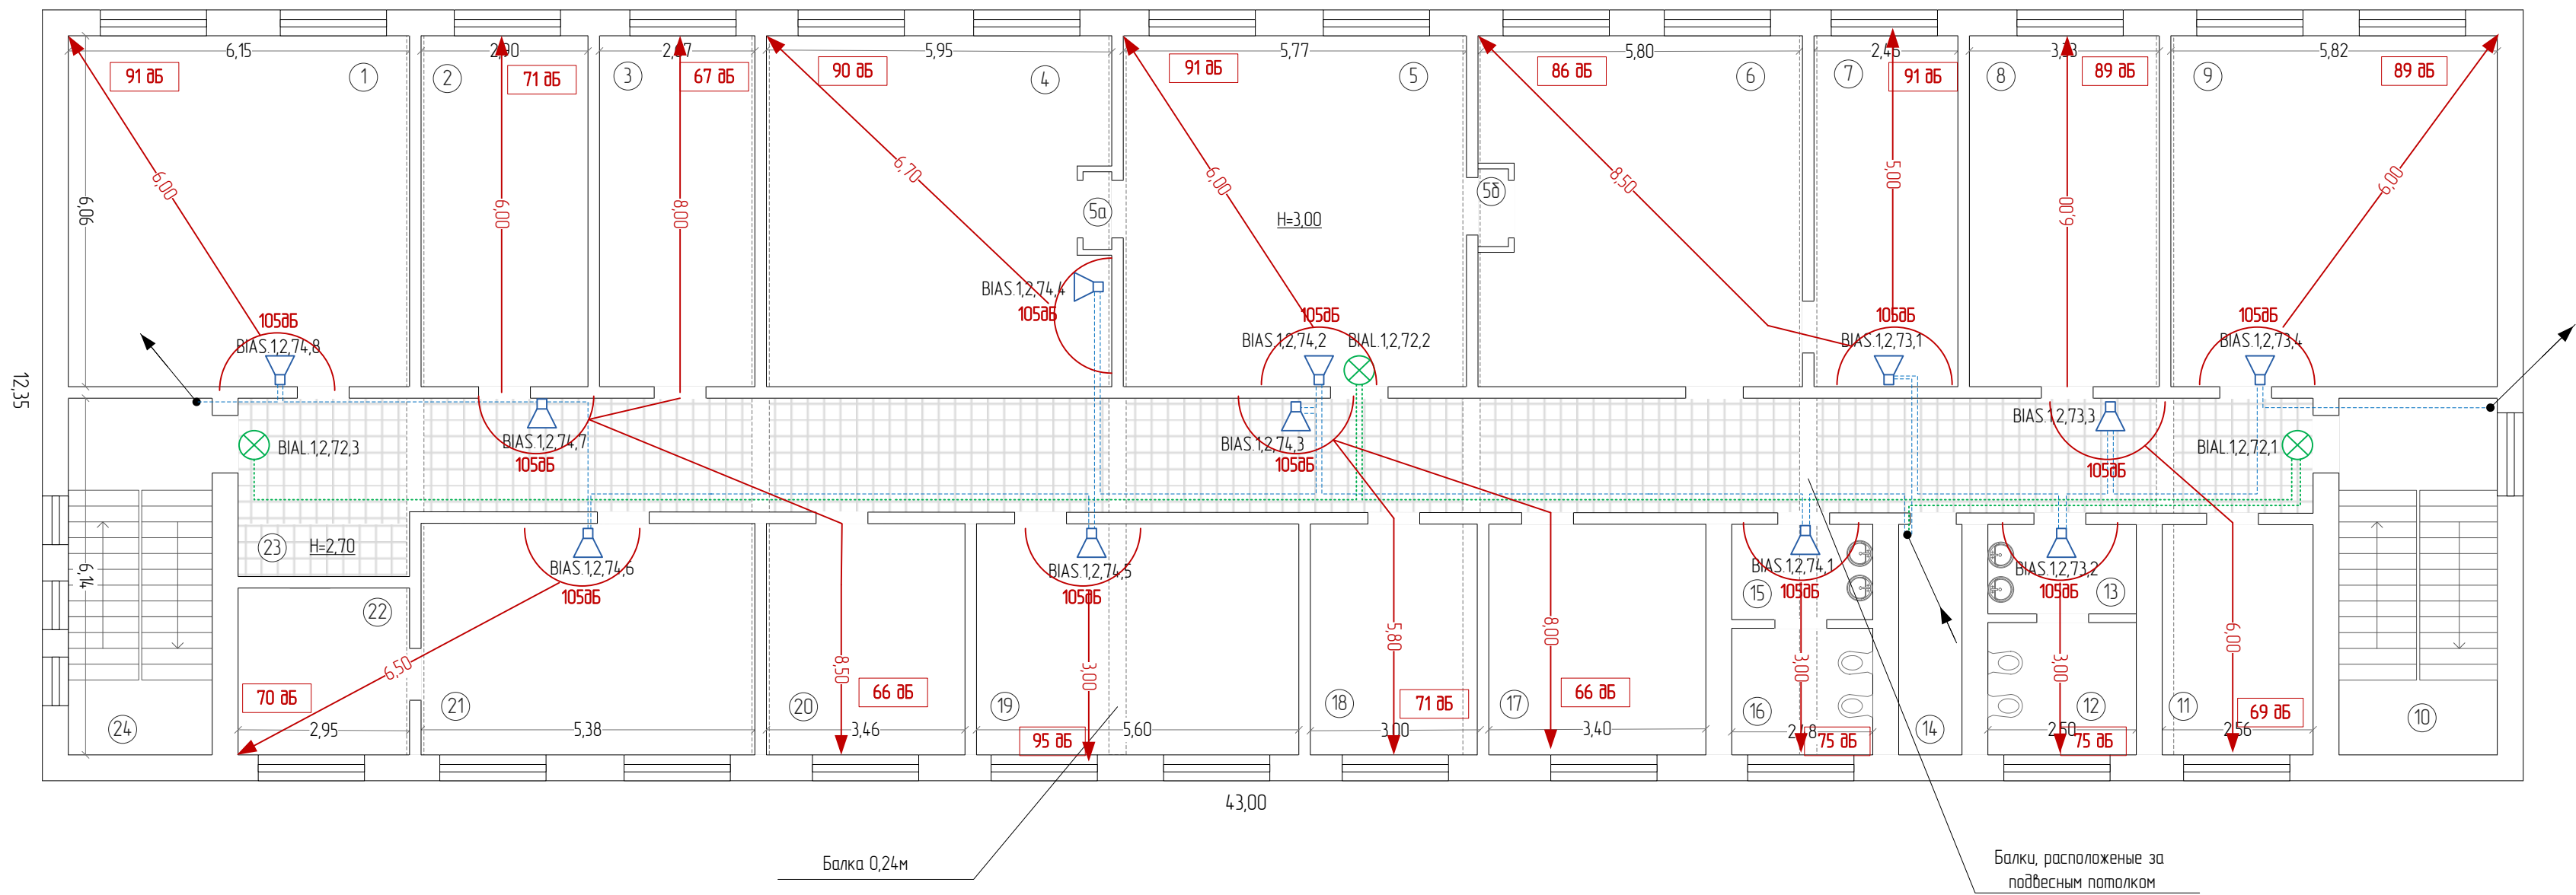 6,15
2,90
5,95
5,77
5,80
2,46
3,33
5,82
91 дБ
1
2
71 дБ
3
67 дБ
90 дБ
4
91 дБ
5
86 дБ
6
7
91 дБ
8
89 дБ
9
89 дБ
6,00
6,06
6,00
8,00
6,70
5а
6,00
H=3,00
5б
8,50
5,00
6,00
6,00
BIAS.1,2,74,4
105дБ
105дБ
BIAS.1,2,74,8
105дБ
BIAS.1,2,74,2
BIAL.1,2,72,2
105дБ
BIAS.1,2,73,1
105дБ
BIAS.1,2,73,4
12,35
BIAL.1,2,72,3
BIAS.1,2,74,7
105дБ
BIAS.1,2,74,3
105дБ
BIAS.1,2,73,3
105дБ
BIAL.1,2,72,1
23
H=2,70
6,14
22
BIAS.1,2,74,6
105дБ
BIAS.1,2,74,5
105дБ
BIAS.1,2,74,1
105дБ
15
BIAS.1,2,73,2
105дБ
13
6,50
8,50
3,00
5,80
8,00
3,00
3,00
6,00
70 дБ
21
20
66 дБ
19
18
71 дБ
17
66 дБ
16
14
12
11
69 дБ
10
24
2,95
5,38
3,46
95 дБ
5,60
3,00
3,40
2,48
75 дБ
2,50
75 дБ
2,56
43,00
Балка 0,24м
Балки, расположеные за
подвесным потолком